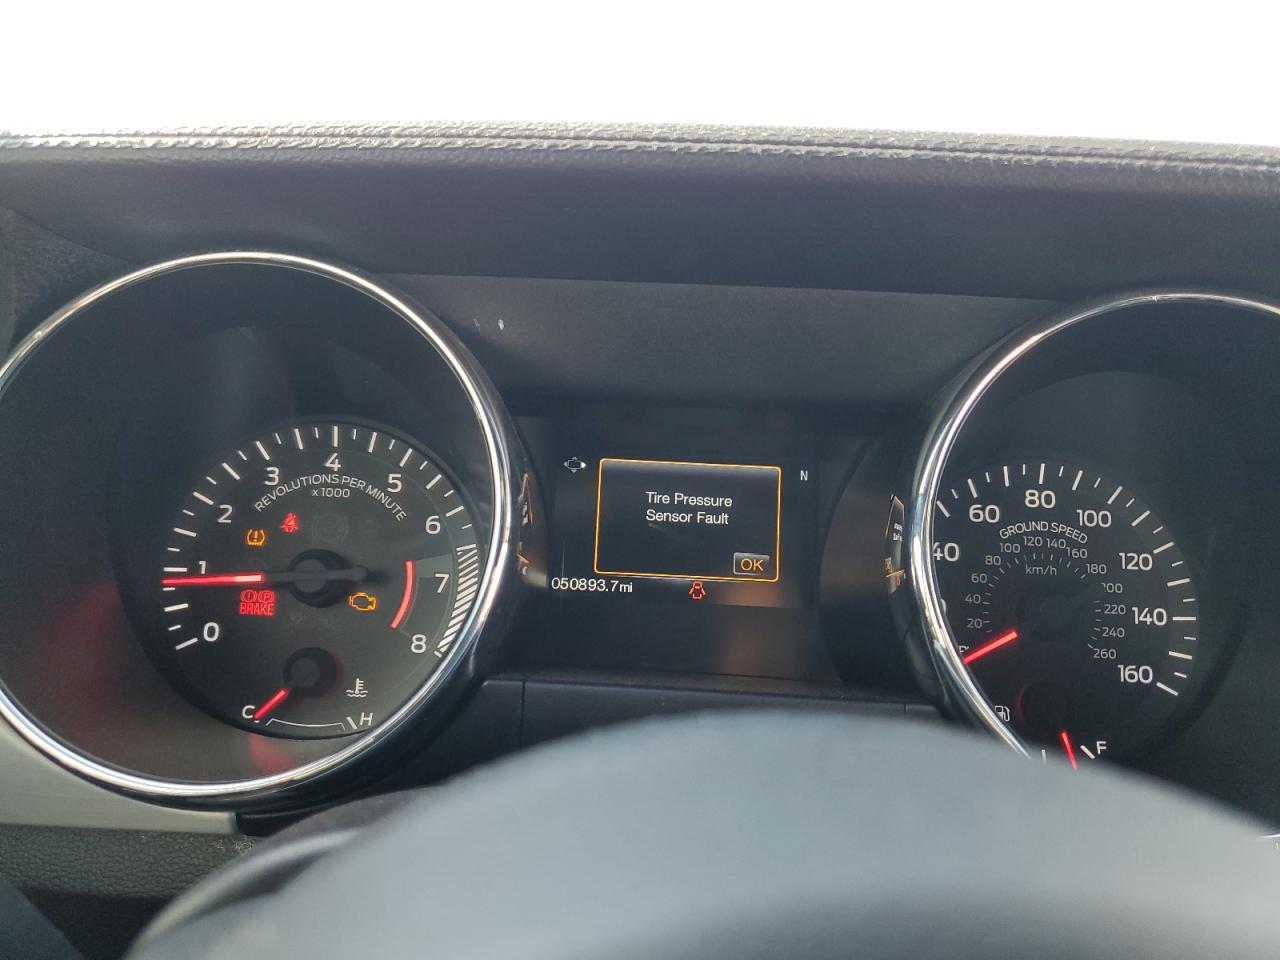 0
1
2
3
4
5
6
7
8
REVOLUTIONS PER MINUTE
x1000
P
BRAKE
C
H
Tire Pressure
Sensor Fault
OK
N
050893.7mi
40
60
80
100
120
140
160
GROUND SPEED
20
40
60
80
100
120
140
160
180
200
220
240
260
km/h
F